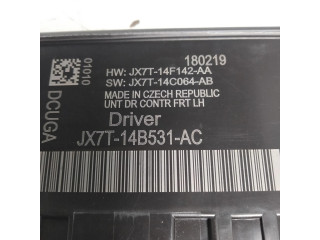 180219
01010
HW: JX7T-14F142-AA
SW: JX7T-14C064-AB
MADE IN CZECH REPUBLIC
UNT DR CONTR FRT LH
DCUGA
Driver
JX7T-14B531-AC